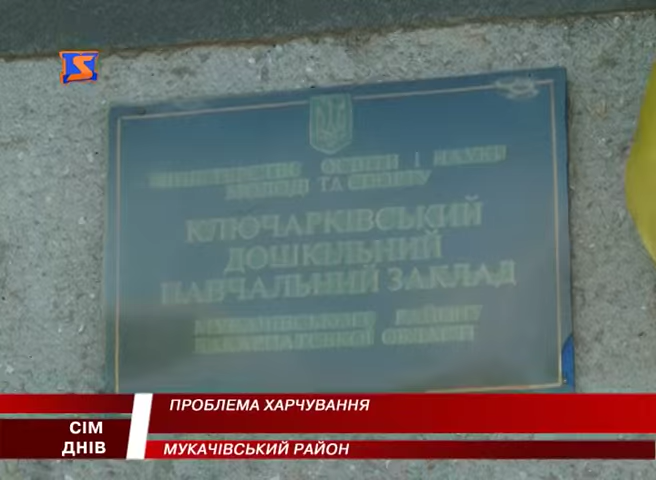 МІНІСТЕРСТВО ОСВІТИ І НАУКИ
МОЛОДІ ТА СПОРТУ
КЛЮЧАРКІВСЬКИЙ
ДОШКІЛЬНИЙ
НАВЧАЛЬНИЙ ЗАКЛАД
МУКАЧІВСЬКОГО РАЙОНУ
ЗАКАРПАТСЬКОЇ ОБЛАСТІ
ПРОБЛЕМА ХАРЧУВАННЯ
СІМ
ДНІВ
МУКАЧІВСЬКИЙ РАЙОН